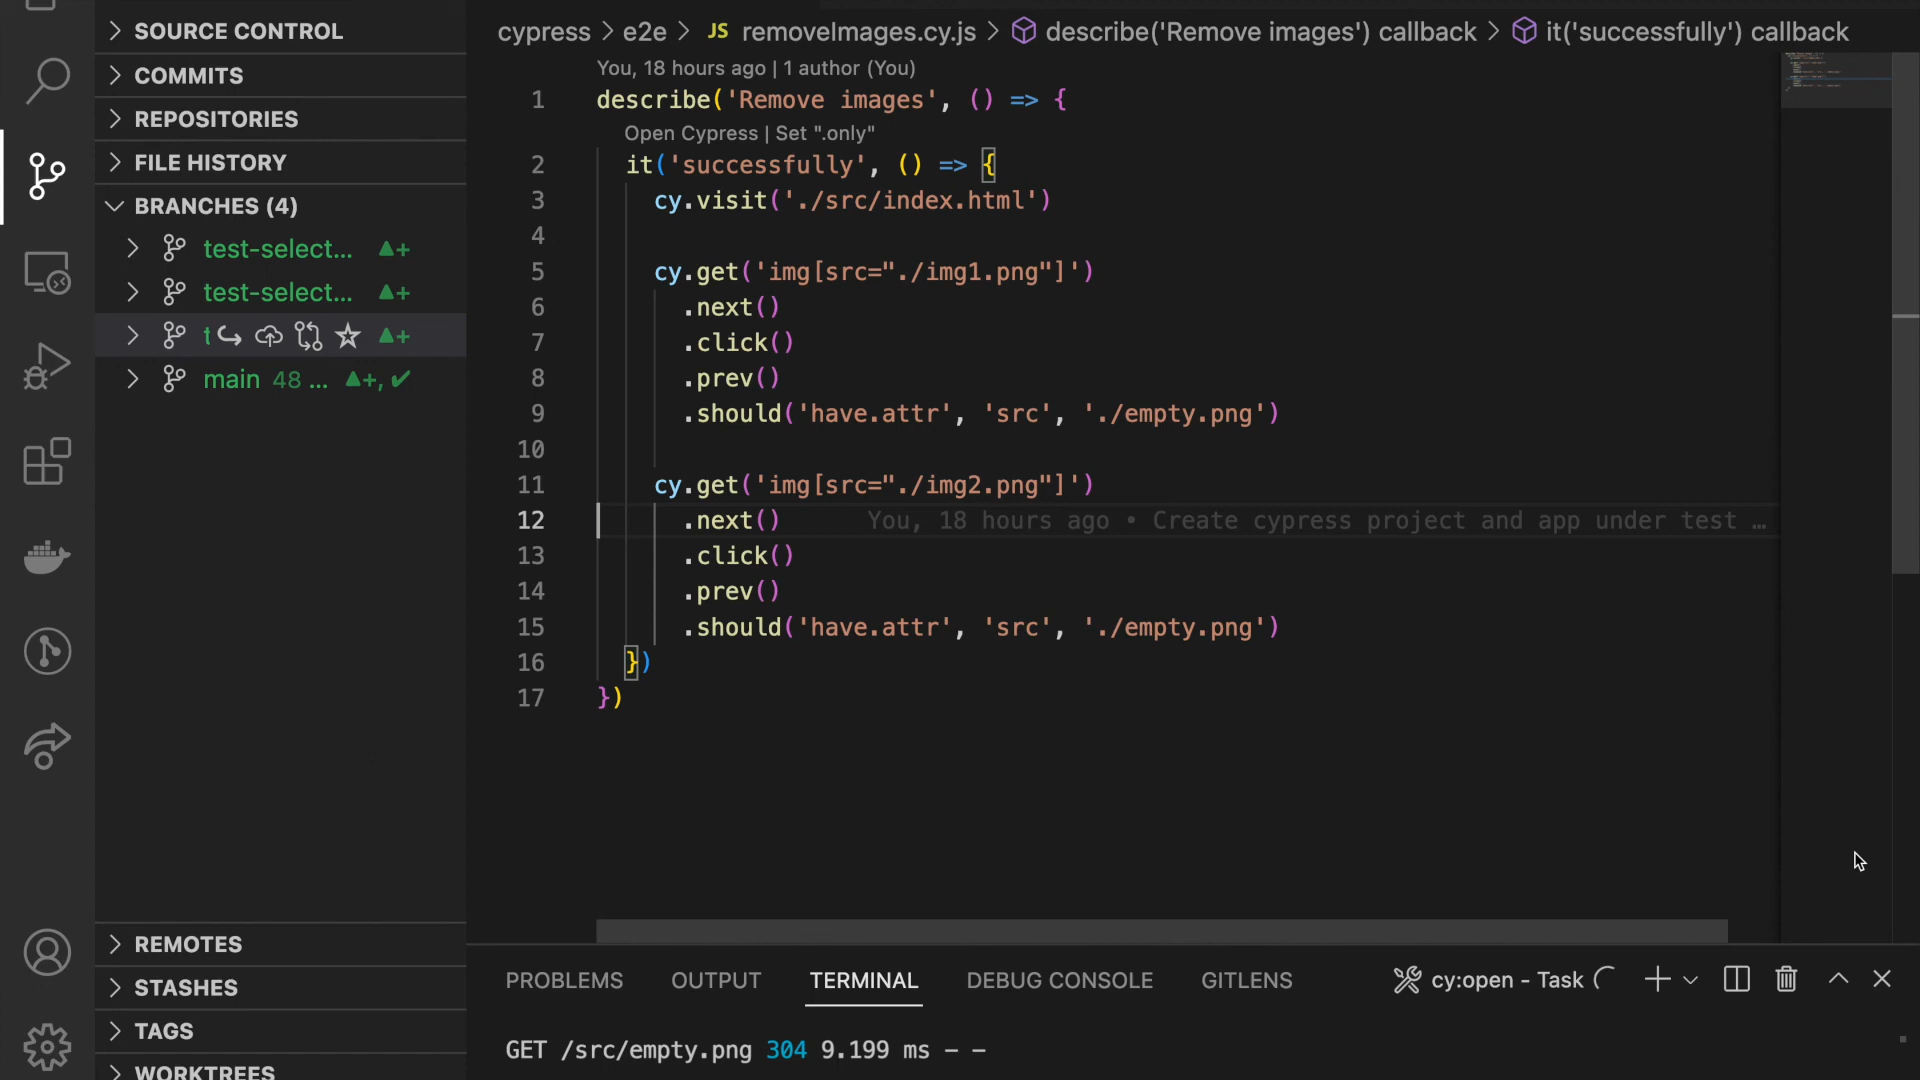 SOURCE CONTROL
COMMITS
REPOSITORIES
FILE HISTORY
BRANCHES (4)
test-select...
test-select...
t
main 48 ...
REMOTES
STASHES
TAGS
WORKTREES
cypress > e2e > JS removeImages.cy.js > describe('Remove images') callback > it('successfully') callback
You, 18 hours ago | 1 author (You)
1 describe('Remove images', () => {
Open Cypress | Set ".only"
2 it('successfully', () => {
3 cy.visit('./src/index.html')
4
5 cy.get('img[src="./img1.png"]')
6 .next()
7 .click()
8 .prev()
9 .should('have.attr', 'src', './empty.png')
10
11 cy.get('img[src="./img2.png"]')
12 .next() You, 18 hours ago • Create cypress project and app under test …
13 .click()
14 .prev()
15 .should('have.attr', 'src', './empty.png')
16 })
17 })
PROBLEMS OUTPUT TERMINAL DEBUG CONSOLE GITLENS cy:open - Task
GET /src/empty.png 304 9.199 ms - -